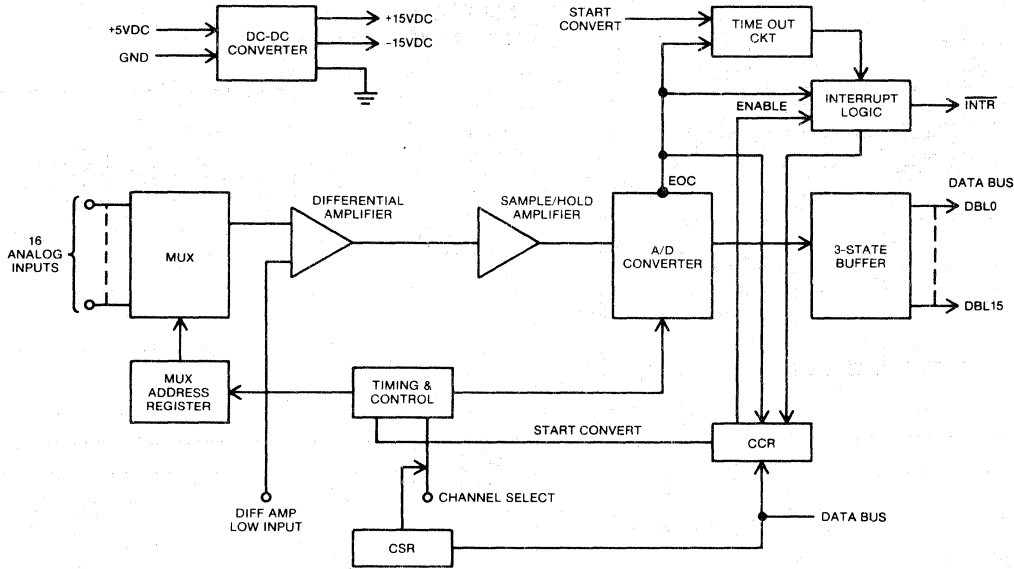 +5VDC
GND
DC-DC
CONVERTER
+15VDC
-15VDC
START
CONVERT
TIME OUT
CKT
ENABLE
INTERRUPT
LOGIC
INTR
16
ANALOG
INPUTS
MUX
DIFFERENTIAL
AMPLIFIER
SAMPLE/HOLD
AMPLIFIER
EOC
A/D
CONVERTER
3-STATE
BUFFER
DATA BUS
DBL0
DBL15
MUX
ADDRESS
REGISTER
TIMING &
CONTROL
START CONVERT
CCR
DIFF AMP
LOW INPUT
CHANNEL SELECT
CSR
DATA BUS